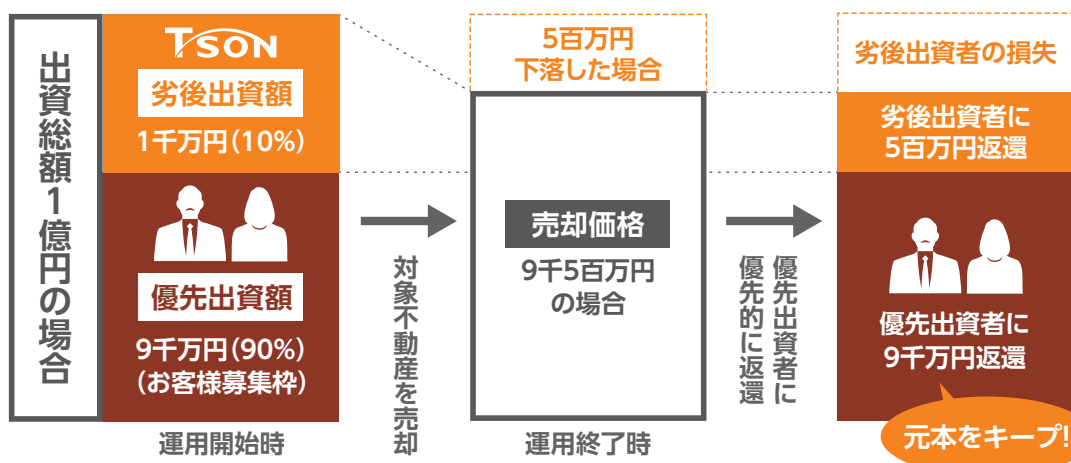 出資総額1億円の場合
TSON
劣後出資額
1千万円(10%)
優先出資額
9千万円(90%)
(お客様募集枠)
運用開始時
対象不動産を売却
5百万円
下落した場合
売却価格
9千5百万円
の場合
運用終了時
優先出資者に
優先的に返還
劣後出資者の損失
劣後出資者に
5百万円返還
優先出資者に
9千万円返還
元本をキープ!